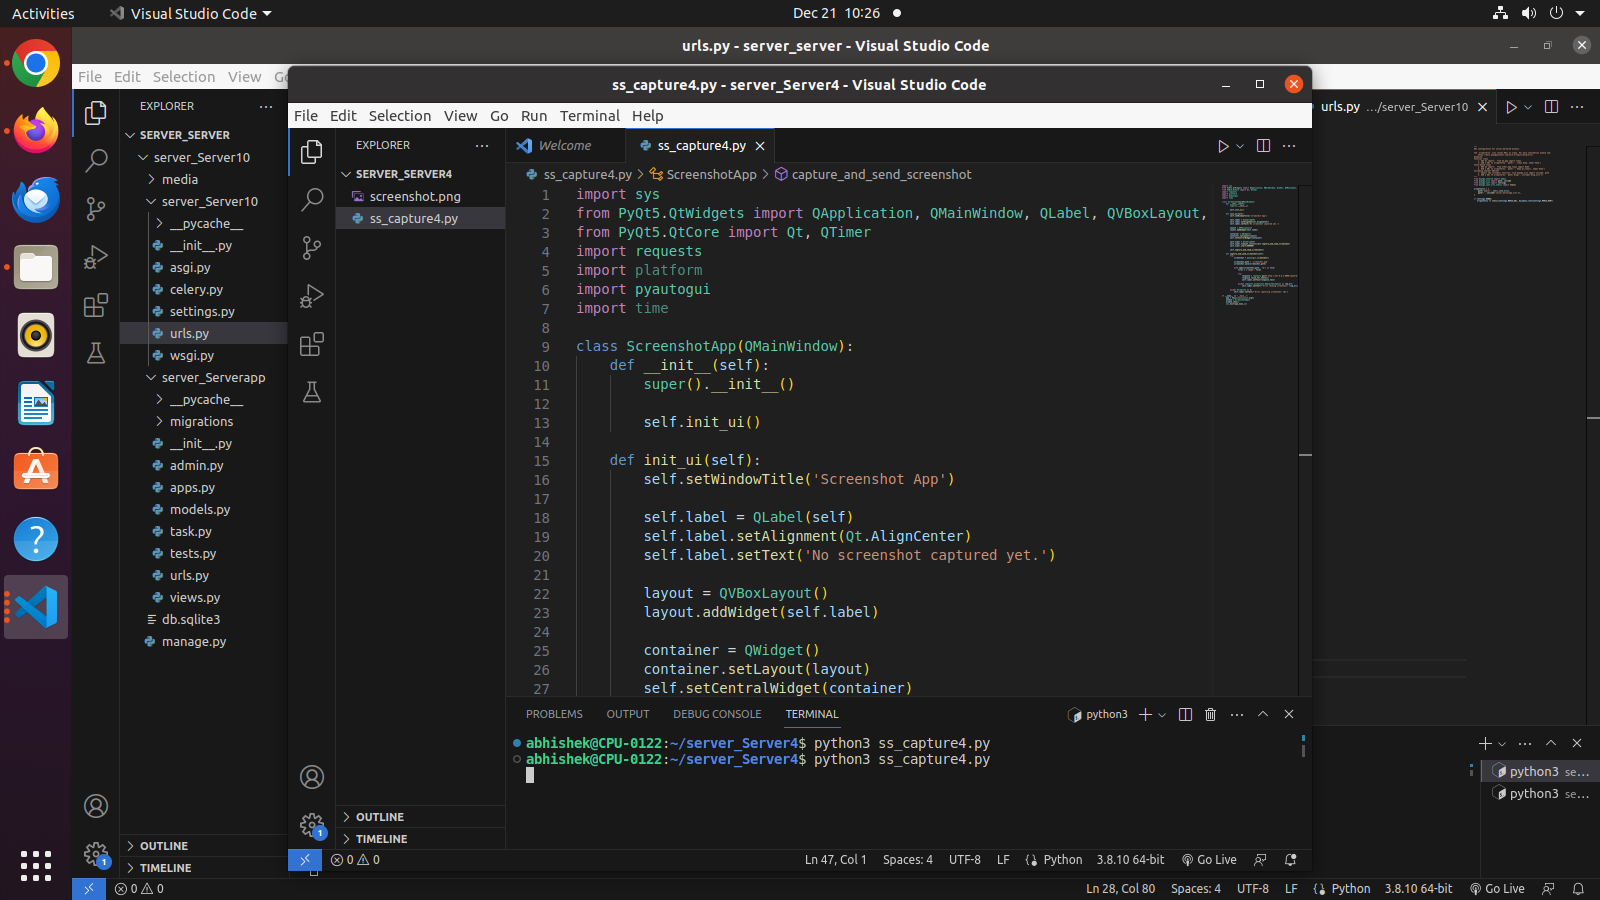 Activities
Visual Studio Code
Dec 21 10:26
urls.py - server_server - Visual Studio Code
File Edit Selection View
ss_capture4.py - server_Server4 - Visual Studio Code
File Edit Selection View Go Run Terminal Help
EXPLORER
SERVER_SERVER
server_Server10
media
server_Server10
__pycache__
__init__.py
asgi.py
celery.py
settings.py
urls.py
wsgi.py
server_Serverapp
__pycache__
migrations
__init__.py
admin.py
apps.py
models.py
task.py
tests.py
urls.py
views.py
db.sqlite3
manage.py
OUTLINE
TIMELINE
EXPLORER
SERVER_SERVER4
screenshot.png
ss_capture4.py
OUTLINE
TIMELINE
Welcome
ss_capture4.py
urls.py .../server_Server10
ss_capture4.py > ScreenshotApp > capture_and_send_screenshot
1 import sys
2 from PyQt5.QtWidgets import QApplication, QMainWindow, QLabel, QVBoxLayout,
3 from PyQt5.QtCore import Qt, QTimer
4 import requests
5 import platform
6 import pyautogui
7 import time
8
9 class ScreenshotApp(QMainWindow):
10 def __init__(self):
11 super().__init__()
12
13 self.init_ui()
14
15 def init_ui(self):
16 self.setWindowTitle('Screenshot App')
17
18 self.label = QLabel(self)
19 self.label.setAlignment(Qt.AlignCenter)
20 self.label.setText('No screenshot captured yet.')
21
22 layout = QVBoxLayout()
23 layout.addWidget(self.label)
24
25 container = QWidget()
26 container.setLayout(layout)
27 self.setCentralWidget(container)
PROBLEMS OUTPUT DEBUG CONSOLE TERMINAL
python3
abhishek@CPU-0122:~/server_Server4$ python3 ss_capture4.py
abhishek@CPU-0122:~/server_Server4$ python3 ss_capture4.py
python3 se...
python3 se...
1
0 0
Ln 47, Col 1 Spaces: 4 UTF-8 LF Python 3.8.10 64-bit Go Live
1
0 0
Ln 28, Col 80 Spaces: 4 UTF-8 LF Python 3.8.10 64-bit Go Live